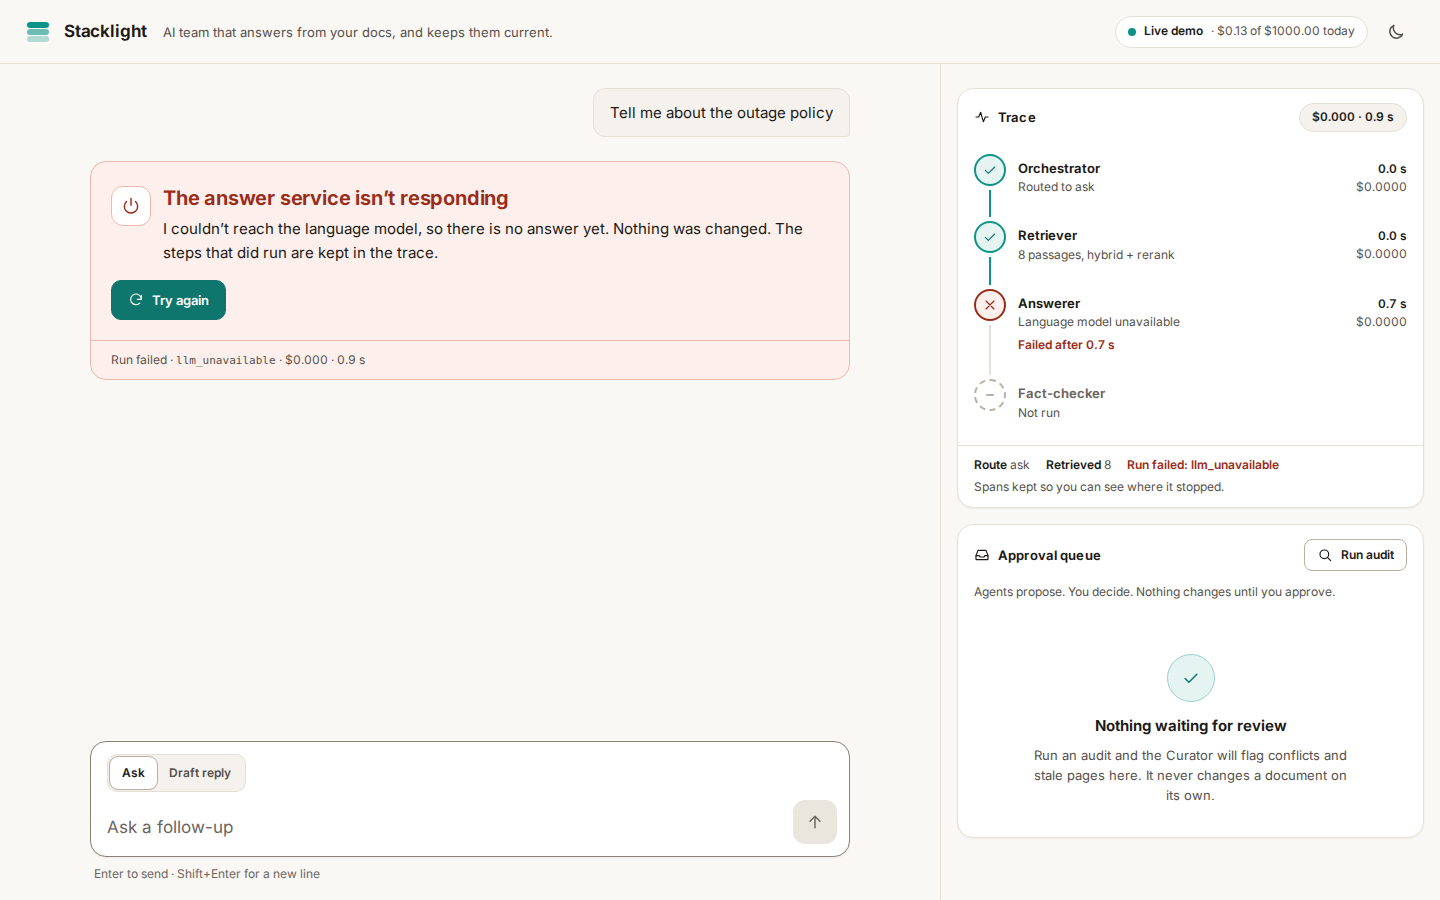 Stacklight
AI team that answers from your docs, and keeps them current.
Live demo · $0.13 of $1000.00 today
Tell me about the outage policy
The answer service isn’t responding
I couldn’t reach the language model, so there is no answer yet. Nothing was changed. The
steps that did run are kept in the trace.
Try again
Run failed · llm_unavailable · $0.000 · 0.9 s
Ask
Draft reply
Ask a follow-up
Enter to send · Shift+Enter for a new line
Trace
$0.000 · 0.9 s
Orchestrator
0.0 s
Routed to ask
$0.0000
Retriever
0.0 s
8 passages, hybrid + rerank
$0.0000
Answerer
0.7 s
Language model unavailable
$0.0000
Failed after 0.7 s
Fact-checker
Not run
Route ask Retrieved 8 Run failed: llm_unavailable
Spans kept so you can see where it stopped.
Approval queue
Run audit
Agents propose. You decide. Nothing changes until you approve.
Nothing waiting for review
Run an audit and the Curator will flag conflicts and
stale pages here. It never changes a document on
its own.